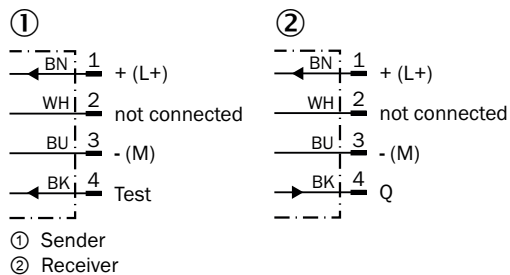 ① ②
BN 1 + (L+) BN 1 + (L+)
WH 2 not connected WH 2 not connected
BU 3 - (M) BU 3 - (M)
BK 4 Test BK 4 Q
① Sender
② Receiver